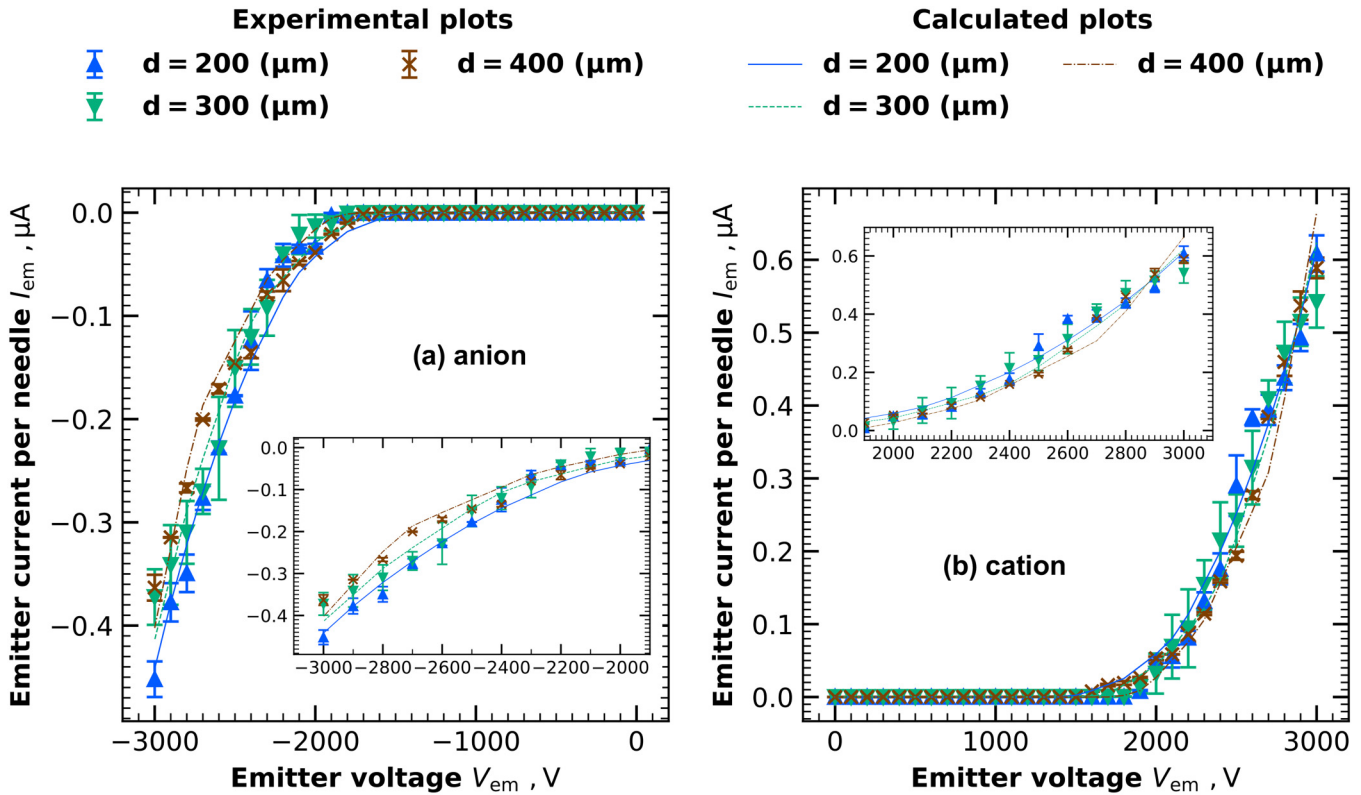 Experimental plots
d = 200 (μm)
d = 400 (μm)
d = 300 (μm)
Calculated plots
d = 200 (μm)
d = 400 (μm)
d = 300 (μm)
Emitter current per needle Iem , μA
0.0
−0.1
−0.2
−0.3
−0.4
(a) anion
0.0
−0.1
−0.2
−0.3
−0.4
−3000 −2800 −2600 −2400 −2200 −2000
−3000 −2000 −1000 0
Emitter voltage Vem , V
Emitter current per needle Iem , μA
0.6
0.5
0.4
0.3
0.2
0.1
0.0
0.6
0.4
0.2
0.0
2000 2200 2400 2600 2800 3000
(b) cation
0 1000 2000 3000
Emitter voltage Vem , V